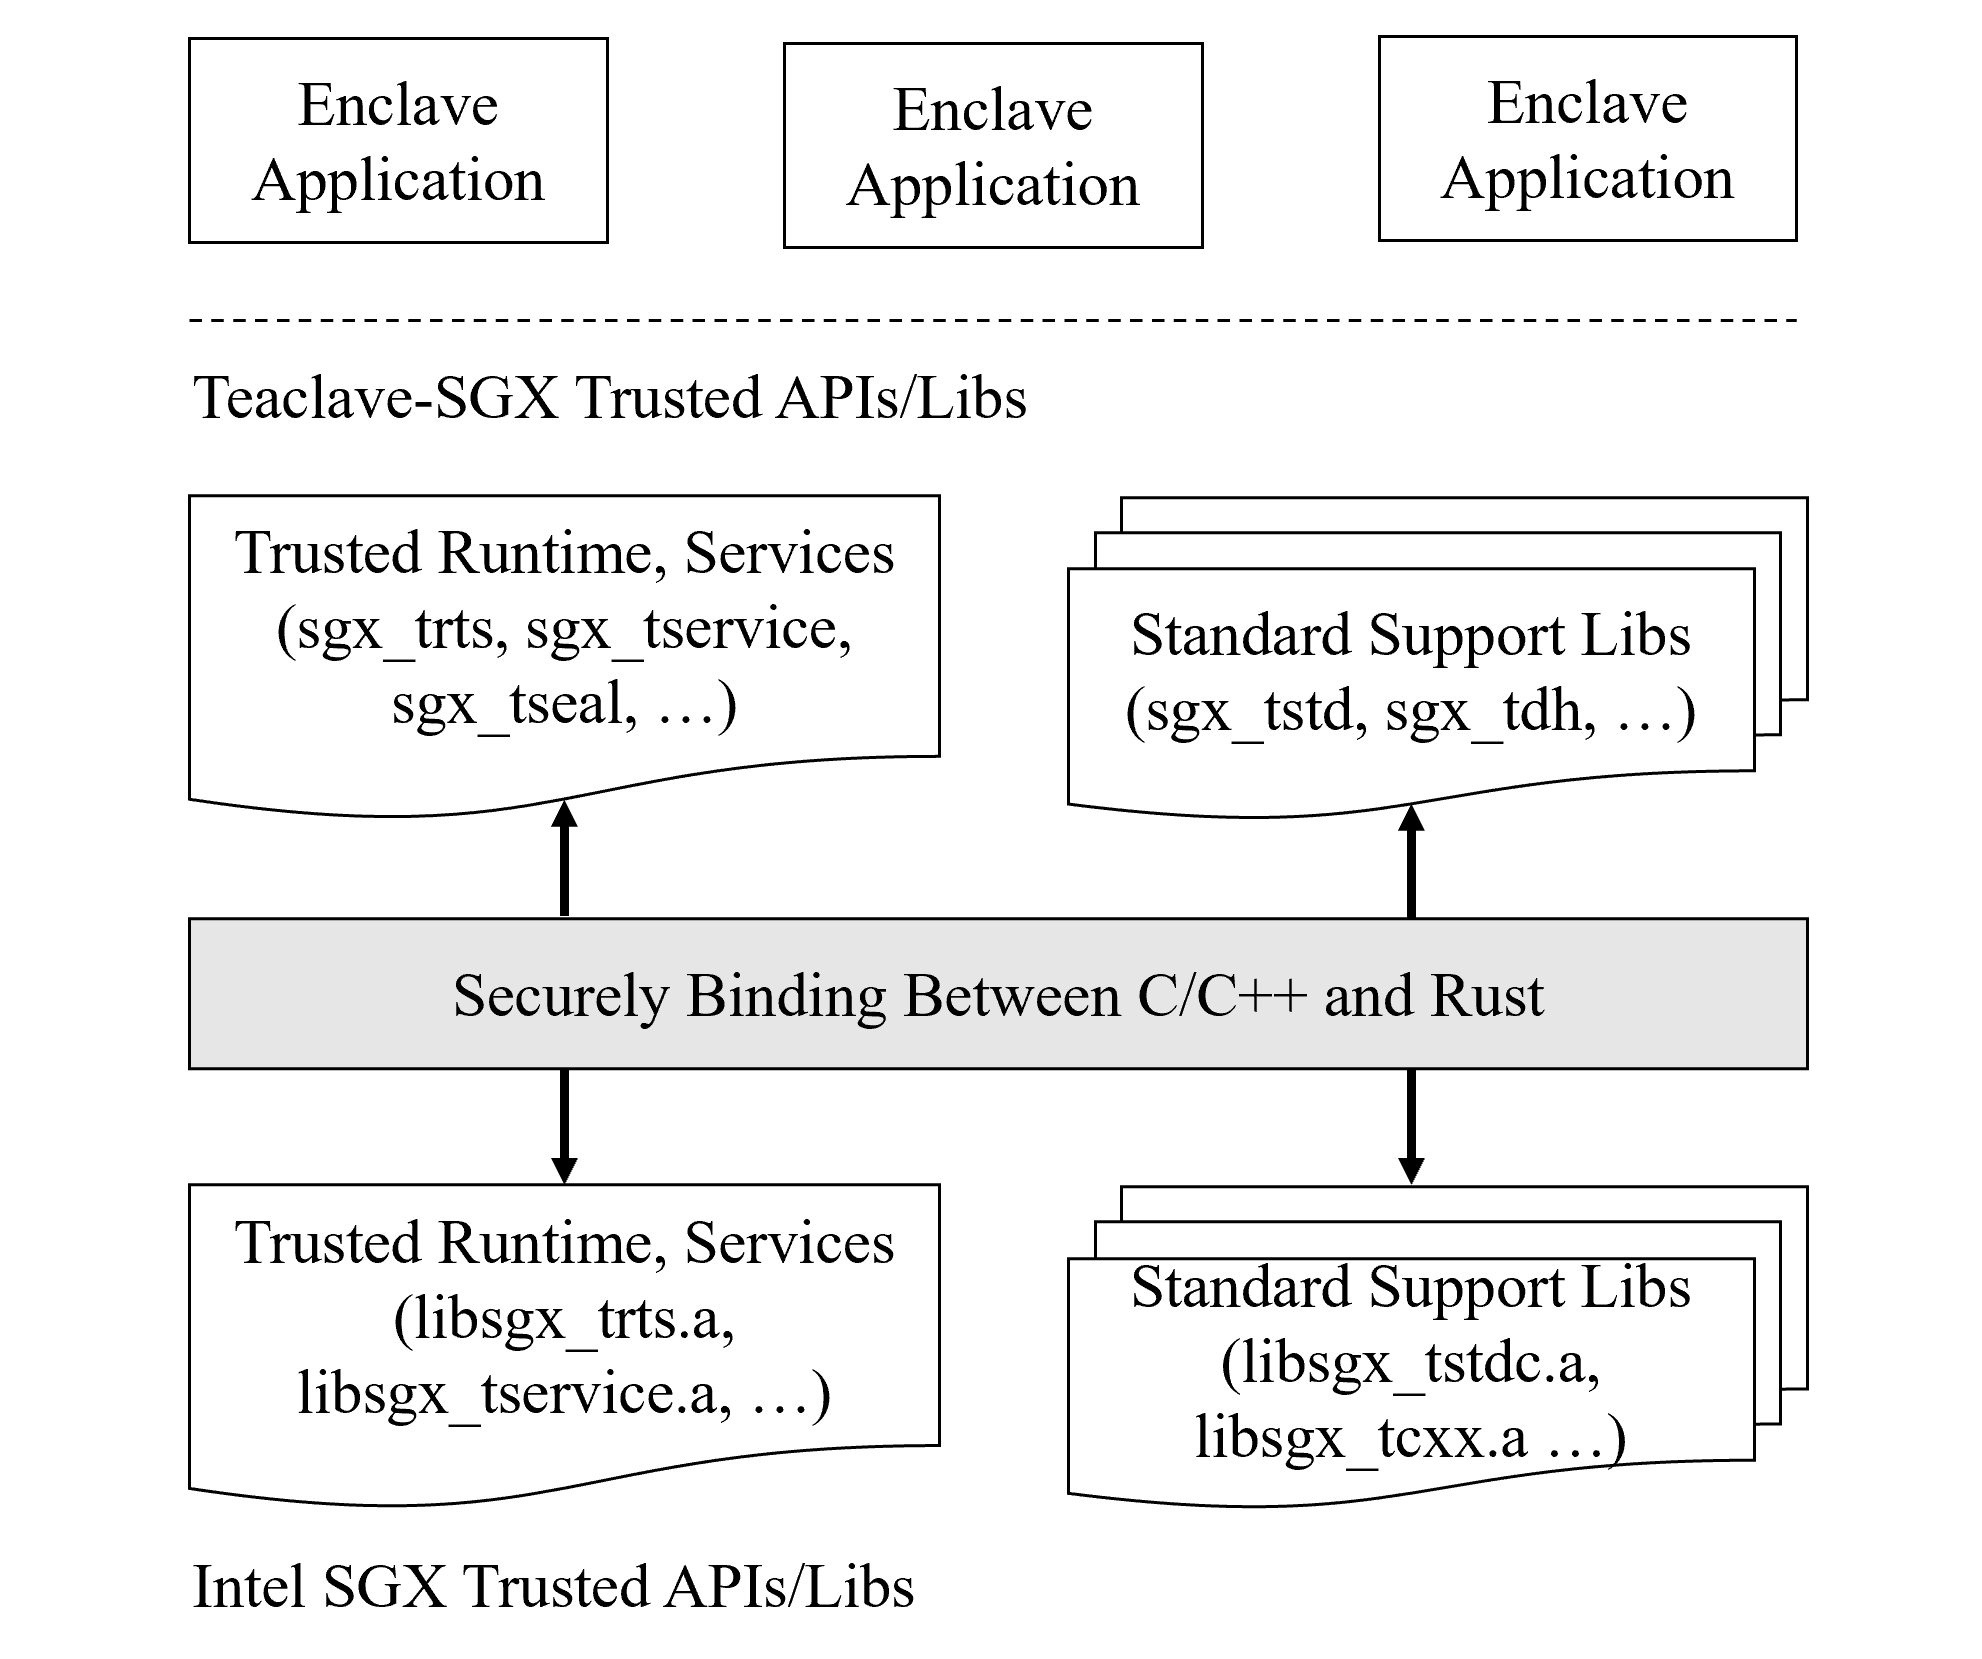 Enclave
Application
Enclave
Application
Enclave
Application
Teaclave-SGX Trusted APIs/Libs
Trusted Runtime, Services
(sgx_trts, sgx_tservice,
sgx_tseal, …)
Standard Support Libs
(sgx_tstd, sgx_tdh, …)
Securely Binding Between C/C++ and Rust
Trusted Runtime, Services
(libsgx_trts.a,
libsgx_tservice.a, …)
Standard Support Libs
(libsgx_tstdc.a,
libsgx_tcxx.a …)
Intel SGX Trusted APIs/Libs